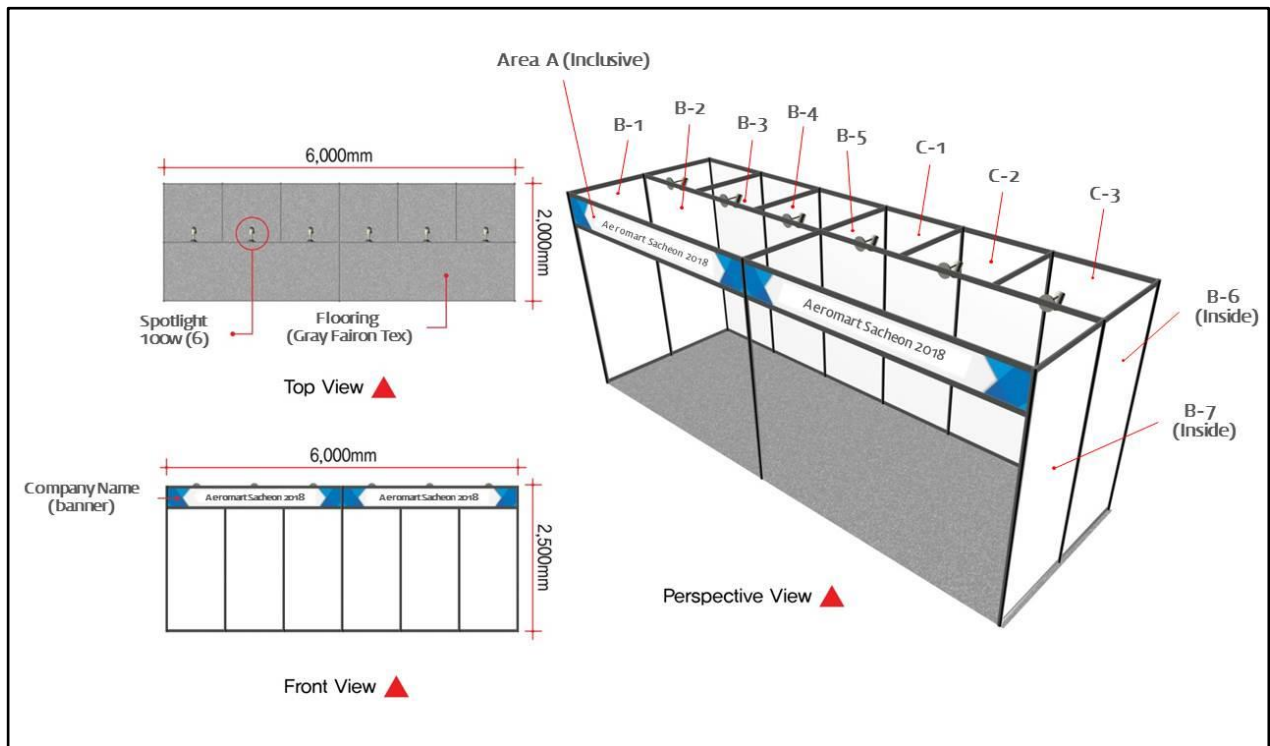 Area A (Inclusive)
B-1
B-2
B-3
B-4
B-5
C-1
C-2
C-3
B-6
(Inside)
B-7
(Inside)
Aeromart Sacheon 2018
Aeromart Sacheon 2018
Perspective View
6,000mm
2,000mm
Spotlight
100w (6)
Flooring
(Gray Fairon Tex)
Top View
6,000mm
Company Name
(banner)
Aeromart Sacheon 2018
Aeromart Sacheon 2018
2,500mm
Front View